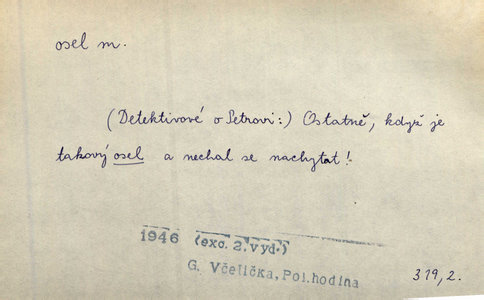 osel m.
(Detektivové o Petrovi:) Ostatně, když je
takový osel a nechal se nachytat!
1946 (exc. 2. vyd.)
G. Včelička, Pol. hodina
319, 2.